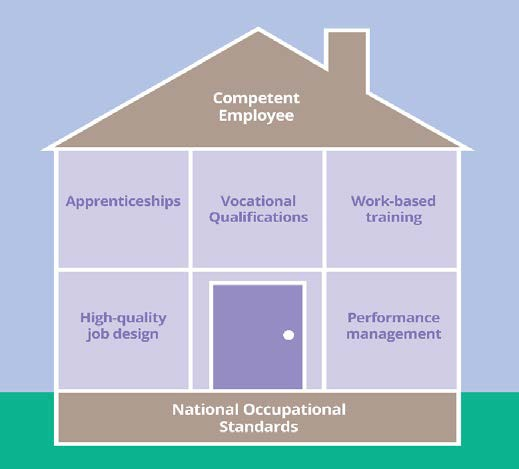 Competent
Employee
Apprenticeships
Vocational
Qualifications
Work-based
training
High-quality
job design
Performance
management
National Occupational
Standards